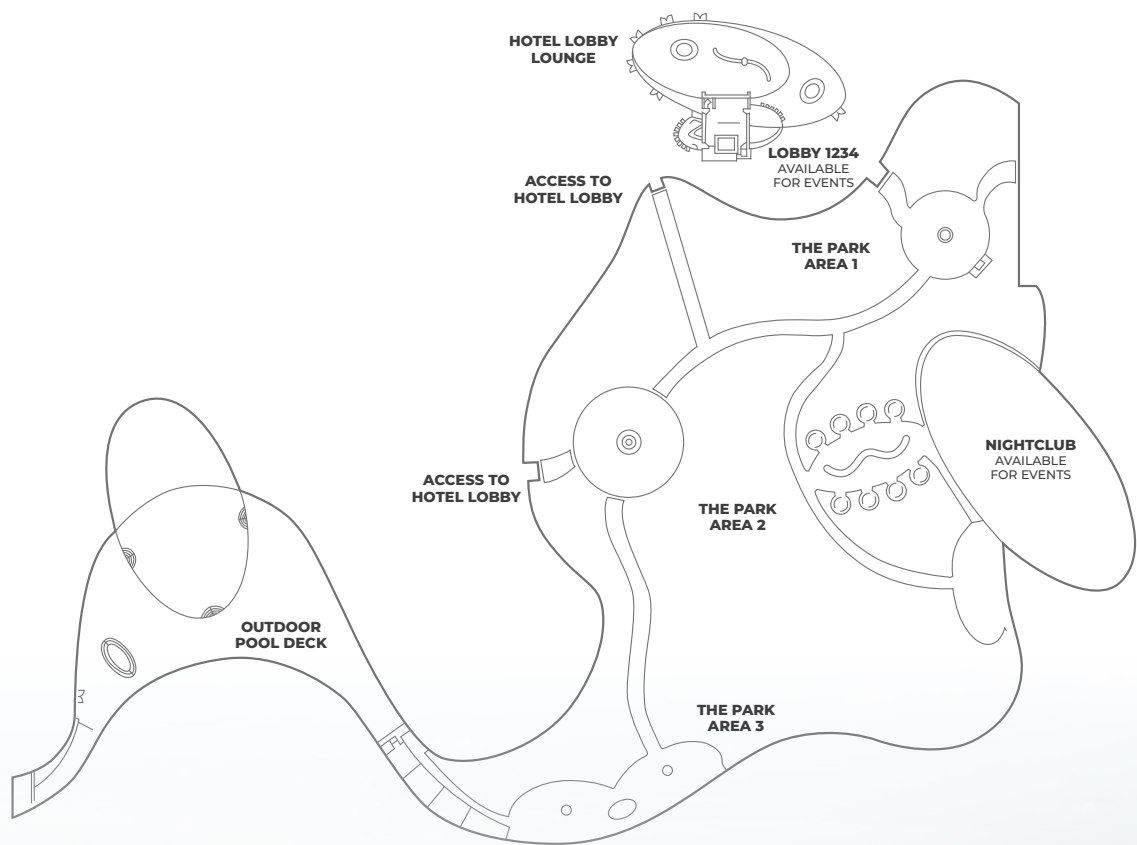 HOTEL LOBBY
LOUNGE
LOBBY 1234
AVAILABLE
FOR EVENTS
ACCESS TO
HOTEL LOBBY
THE PARK
AREA 1
NIGHTCLUB
AVAILABLE
FOR EVENTS
ACCESS TO
HOTEL LOBBY
THE PARK
AREA 2
OUTDOOR
POOL DECK
THE PARK
AREA 3